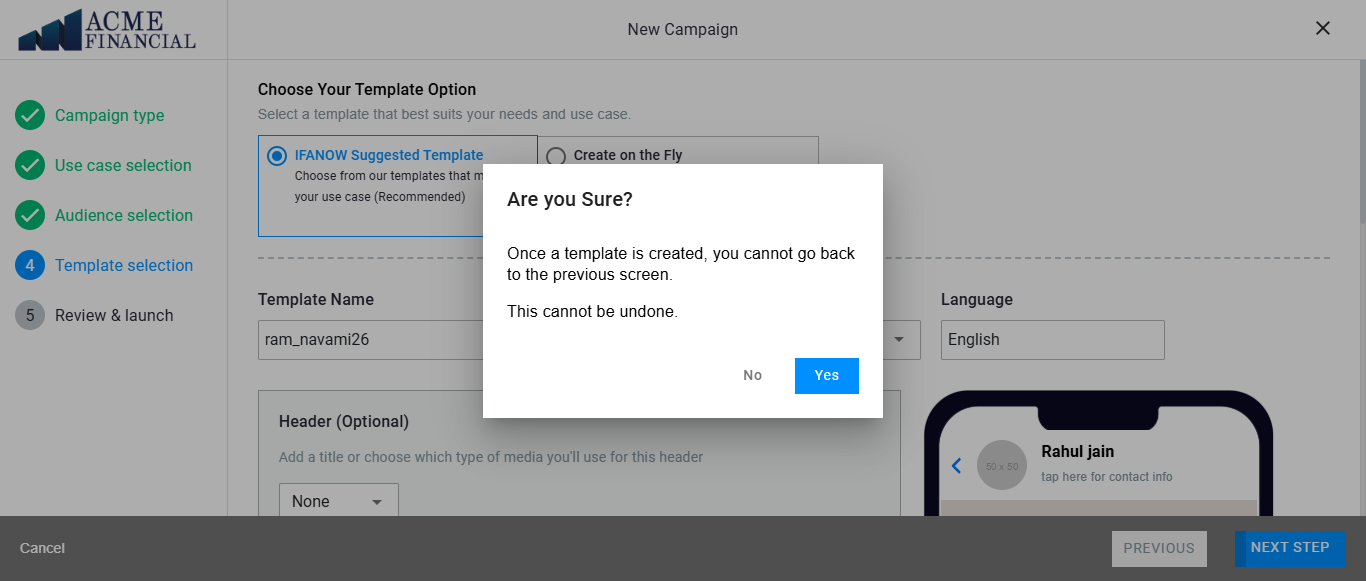 ACME
FINANCIAL
New Campaign
Campaign type
Use case selection
Audience selection
4 Template selection
5 Review & launch
Choose Your Template Option
Select a template that best suits your needs and use case.
IFANOW Suggested Template
Choose from our templates that m
your use case (Recommended)
Create on the Fly
Are you Sure?
Once a template is created, you cannot go back
to the previous screen.
This cannot be undone.
No Yes
Template Name
ram_navami26
Language
English
Header (Optional)
Add a title or choose which type of media you'll use for this header
None
50 x 50
Rahul jain
tap here for contact info
Cancel
PREVIOUS
NEXT STEP